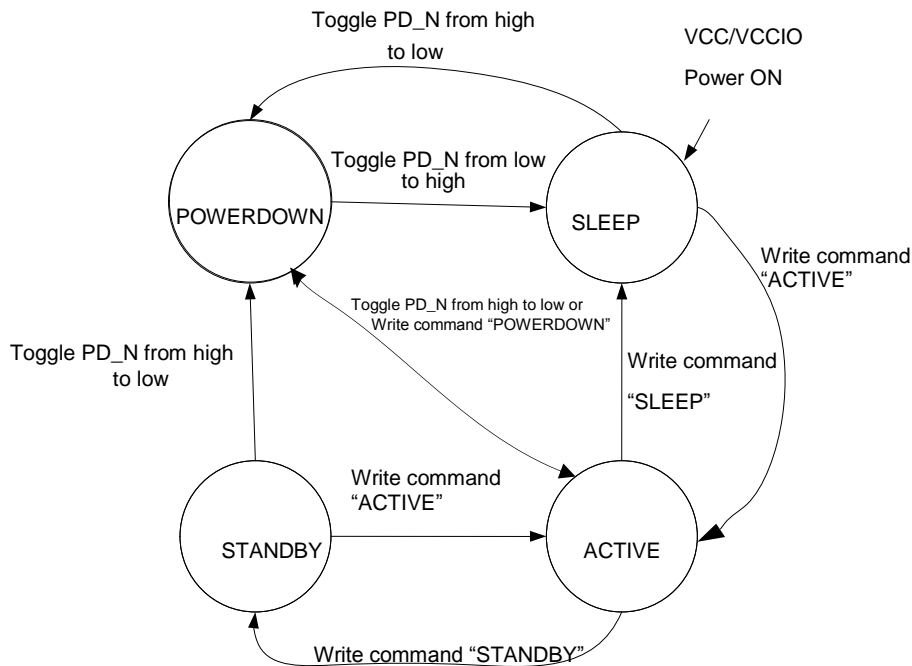 Toggle PD_N from high
to low
VCC/VCCIO
Power ON
Toggle PD_N from low
to high
POWERDOWN
SLEEP
Write command
“ACTIVE”
Toggle PD_N from high to low or
Write command “POWERDOWN”
Toggle PD_N from high
to low
Write command
“SLEEP”
Write command
“ACTIVE”
STANDBY
ACTIVE
Write command “STANDBY”